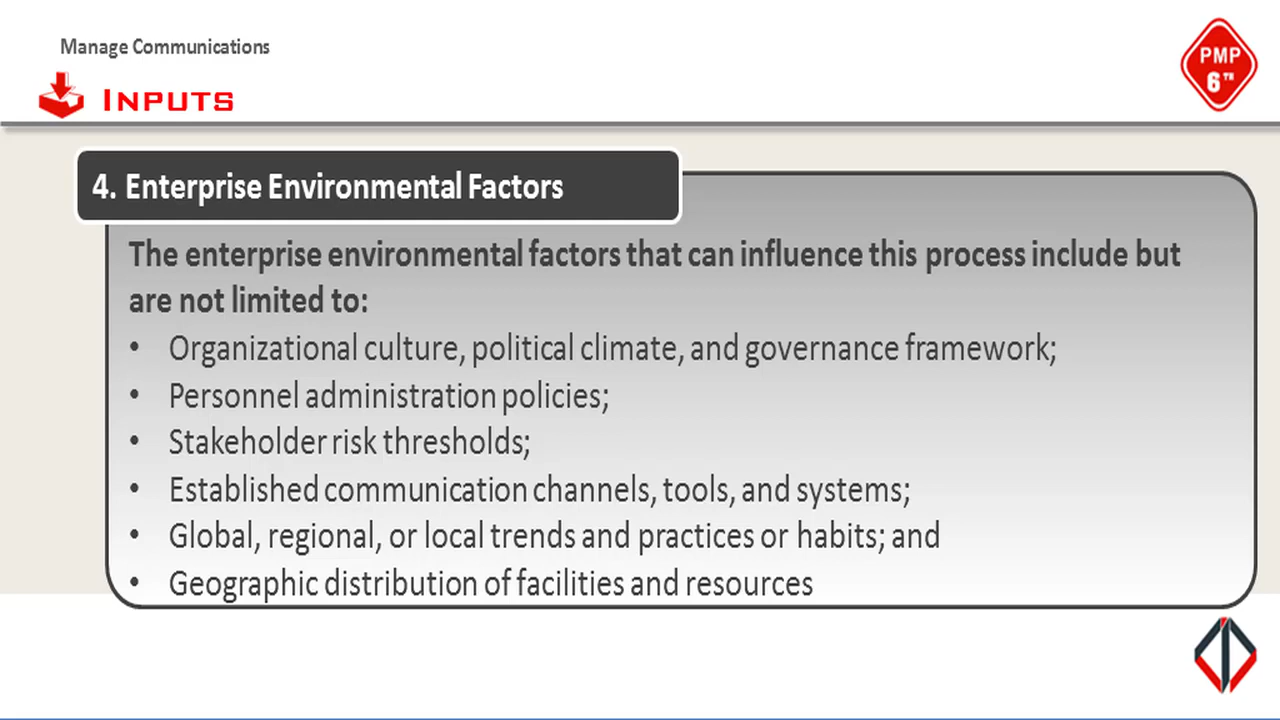 Manage Communications
INPUTS
PMP
6TH
4. Enterprise Environmental Factors
The enterprise environmental factors that can influence this process include but
are not limited to:
• Organizational culture, political climate, and governance framework;
• Personnel administration policies;
• Stakeholder risk thresholds;
• Established communication channels, tools, and systems;
• Global, regional, or local trends and practices or habits; and
• Geographic distribution of facilities and resources